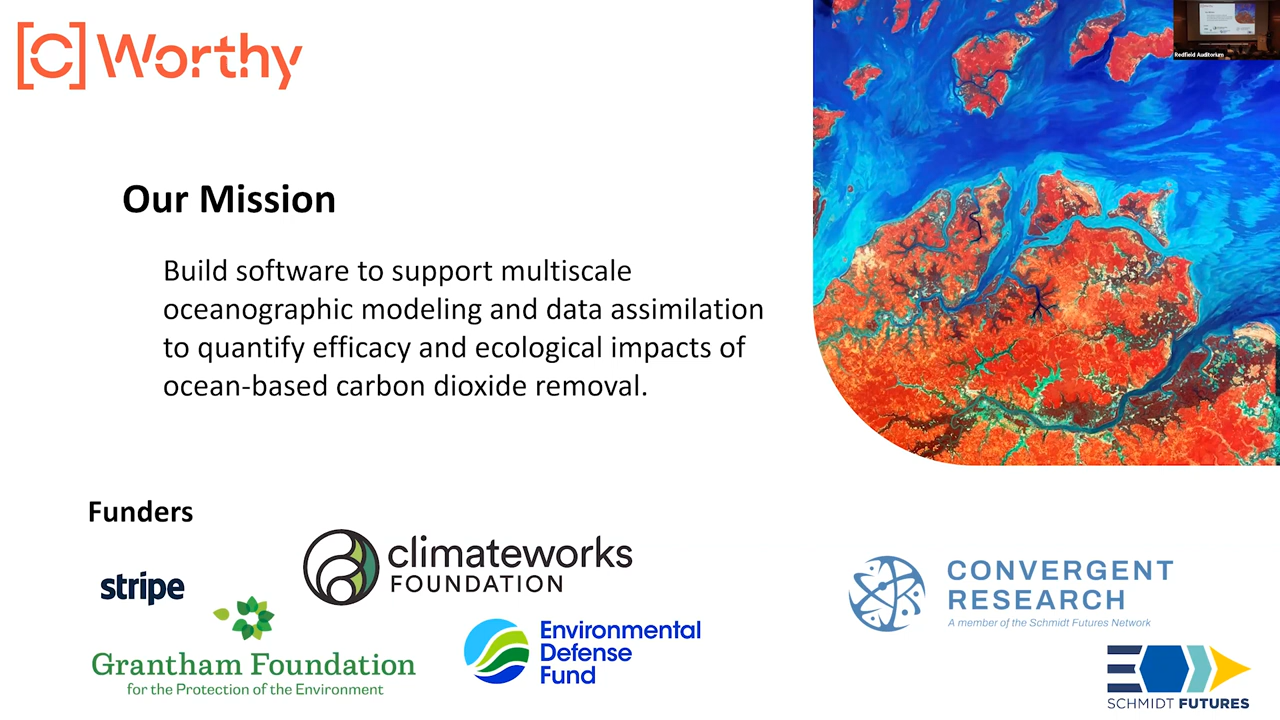 [C]Worthy
Redfield Auditorium
Our Mission
Build software to support multiscale
oceanographic modeling and data assimilation
to quantify efficacy and ecological impacts of
ocean-based carbon dioxide removal.
Funders
stripe
climateworks
FOUNDATION
Grantham Foundation
for the Protection of the Environment
Environmental
Defense
Fund
CONVERGENT
RESEARCH
A member of the Schmidt Futures Network
SCHMIDT FUTURES